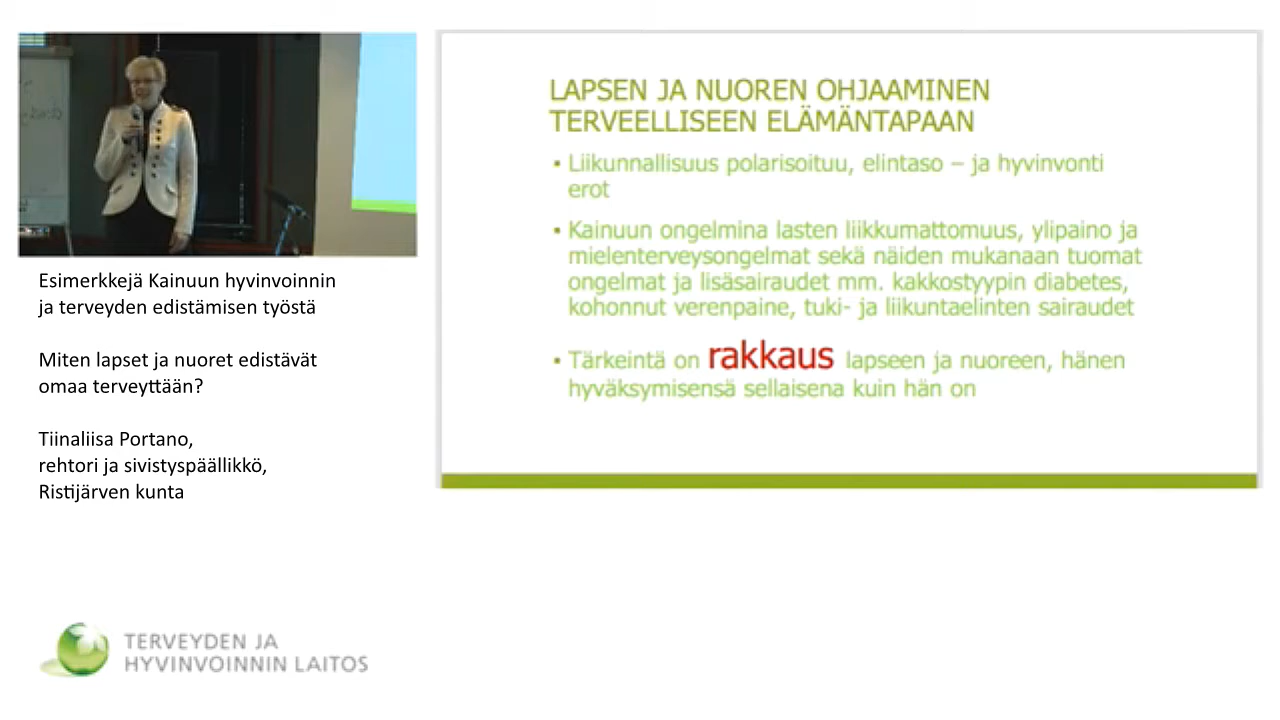 Esimerkkejä Kainuun hyvinvoinnin
ja terveyden edistämisen työstä
Miten lapset ja nuoret edistävät
omaa terveyttään?
Tiinaliisa Portano,
rehtori ja sivistyspäällikkö,
Ristijärven kunta
LAPSEN JA NUOREN OHJAAMINEN
TERVEELLISEEN ELÄMÄNTAPAAN
▪ Liikunnallisuus polarisoituu, elintaso – ja hyvinvonti
erot
▪ Kainuun ongelmina lasten liikkumattomuus, ylipaino ja
mielenterveysongelmat sekä näiden mukanaan tuomat
ongelmat ja lisäsairaudet mm. kakkostyypin diabetes,
kohonnut verenpaine, tuki- ja liikuntaelinten sairaudet
▪ Tärkeintä on rakkaus lapseen ja nuoreen, hänen
hyväksymisensä sellaisena kuin hän on
TERVEYDEN JA
HYVINVOINNIN LAITOS